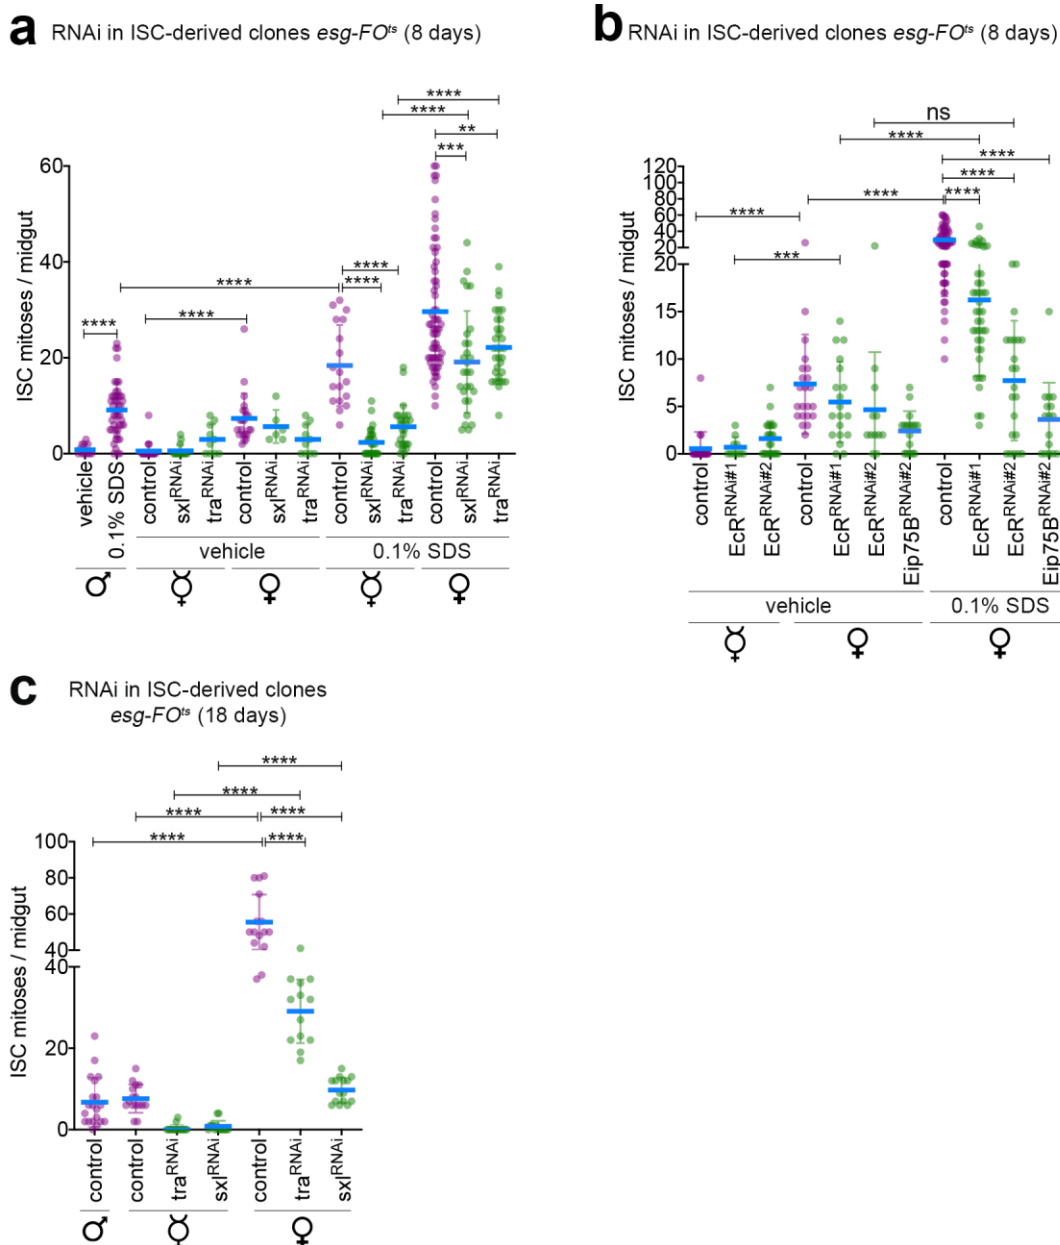 a RNAi in ISC-derived clones esg-FOᵗˢ (8 days)
**** 
****
**
***
****
****
****
****
****
ISC mitoses / midgut
60
40
20
0
vehicle
0.1% SDS
control
sxlRNAi
traRNAi
control
sxlRNAi
traRNAi
control
sxlRNAi
traRNAi
control
sxlRNAi
traRNAi
vehicle
0.1% SDS
♂ ☿ ♀ ☿ ♀
b RNAi in ISC-derived clones esg-FOᵗˢ (8 days)
ns
****
****
****
****
****
****
***
ISC mitoses / midgut
120
100
80
60
40
20
20
15
10
5
0
control
EcRRNAi#1
EcRRNAi#2
control
EcRRNAi#1
EcRRNAi#2
Eip75BRNAi#2
control
EcRRNAi#1
EcRRNAi#2
Eip75BRNAi#2
vehicle
0.1% SDS
☿ ♀ ♀
c RNAi in ISC-derived clones
esg-FOᵗˢ (18 days)
****
****
****
****
****
****
ISC mitoses / midgut
100
80
60
40
40
20
0
control
control
traRNAi
sxlRNAi
control
traRNAi
sxlRNAi
♂ ☿ ♀